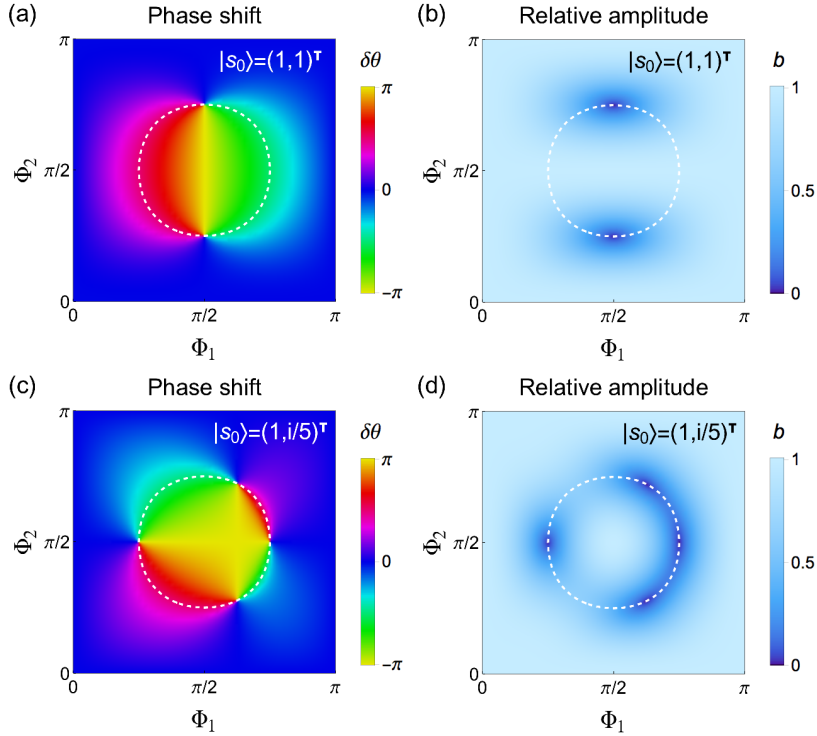 (a) Phase shift
|s₀⟩=(1,1)ᵀ
δθ
π
0
−π
Φ₂
π
π/2
0
0 π/2 π
Φ₁
(b) Relative amplitude
|s₀⟩=(1,1)ᵀ
b
1
0.5
0
Φ₂
π
π/2
0
0 π/2 π
Φ₁
(c) Phase shift
|s₀⟩=(1,i/5)ᵀ
δθ
π
0
−π
Φ₂
π
π/2
0
0 π/2 π
Φ₁
(d) Relative amplitude
|s₀⟩=(1,i/5)ᵀ
b
1
0.5
0
Φ₂
π
π/2
0
0 π/2 π
Φ₁